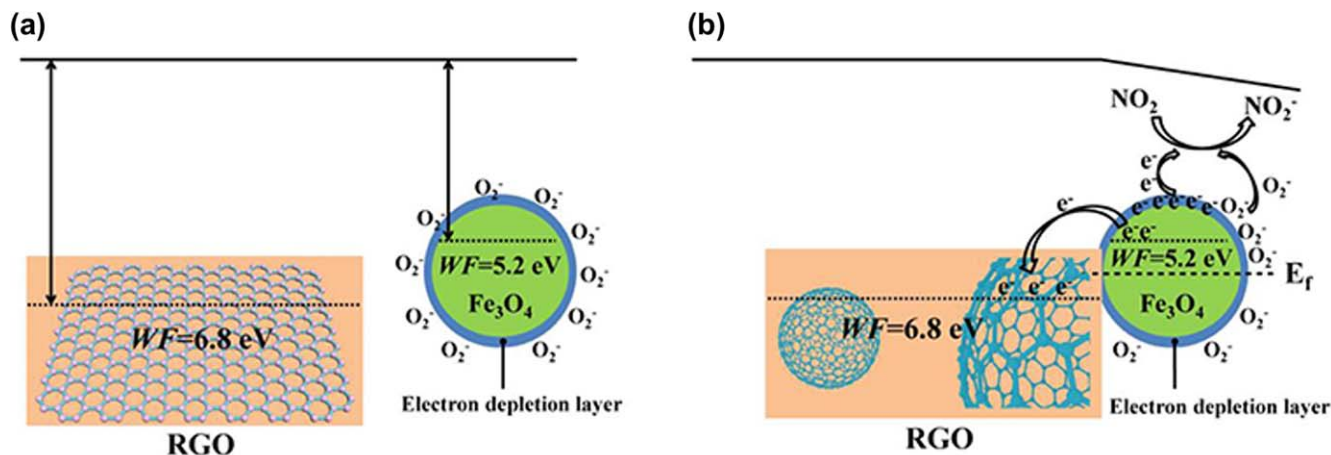 (a)
O₂⁻ O₂⁻
O₂⁻ O₂⁻
O₂⁻ O₂⁻
O₂⁻ O₂⁻
O₂⁻ O₂⁻
WF=5.2 eV
Fe₃O₄
WF=6.8 eV
Electron depletion layer
RGO
(b)
NO₂ NO₂⁻
e⁻
e⁻ O₂⁻
e⁻ e⁻e⁻e⁻e⁻e⁻O₂⁻
e⁻e⁻ O₂⁻
WF=5.2 eV O₂⁻
E_f
e⁻ e⁻ e⁻
Fe₃O₄ O₂⁻
WF=6.8 eV
O₂⁻ O₂⁻
Electron depletion layer
RGO